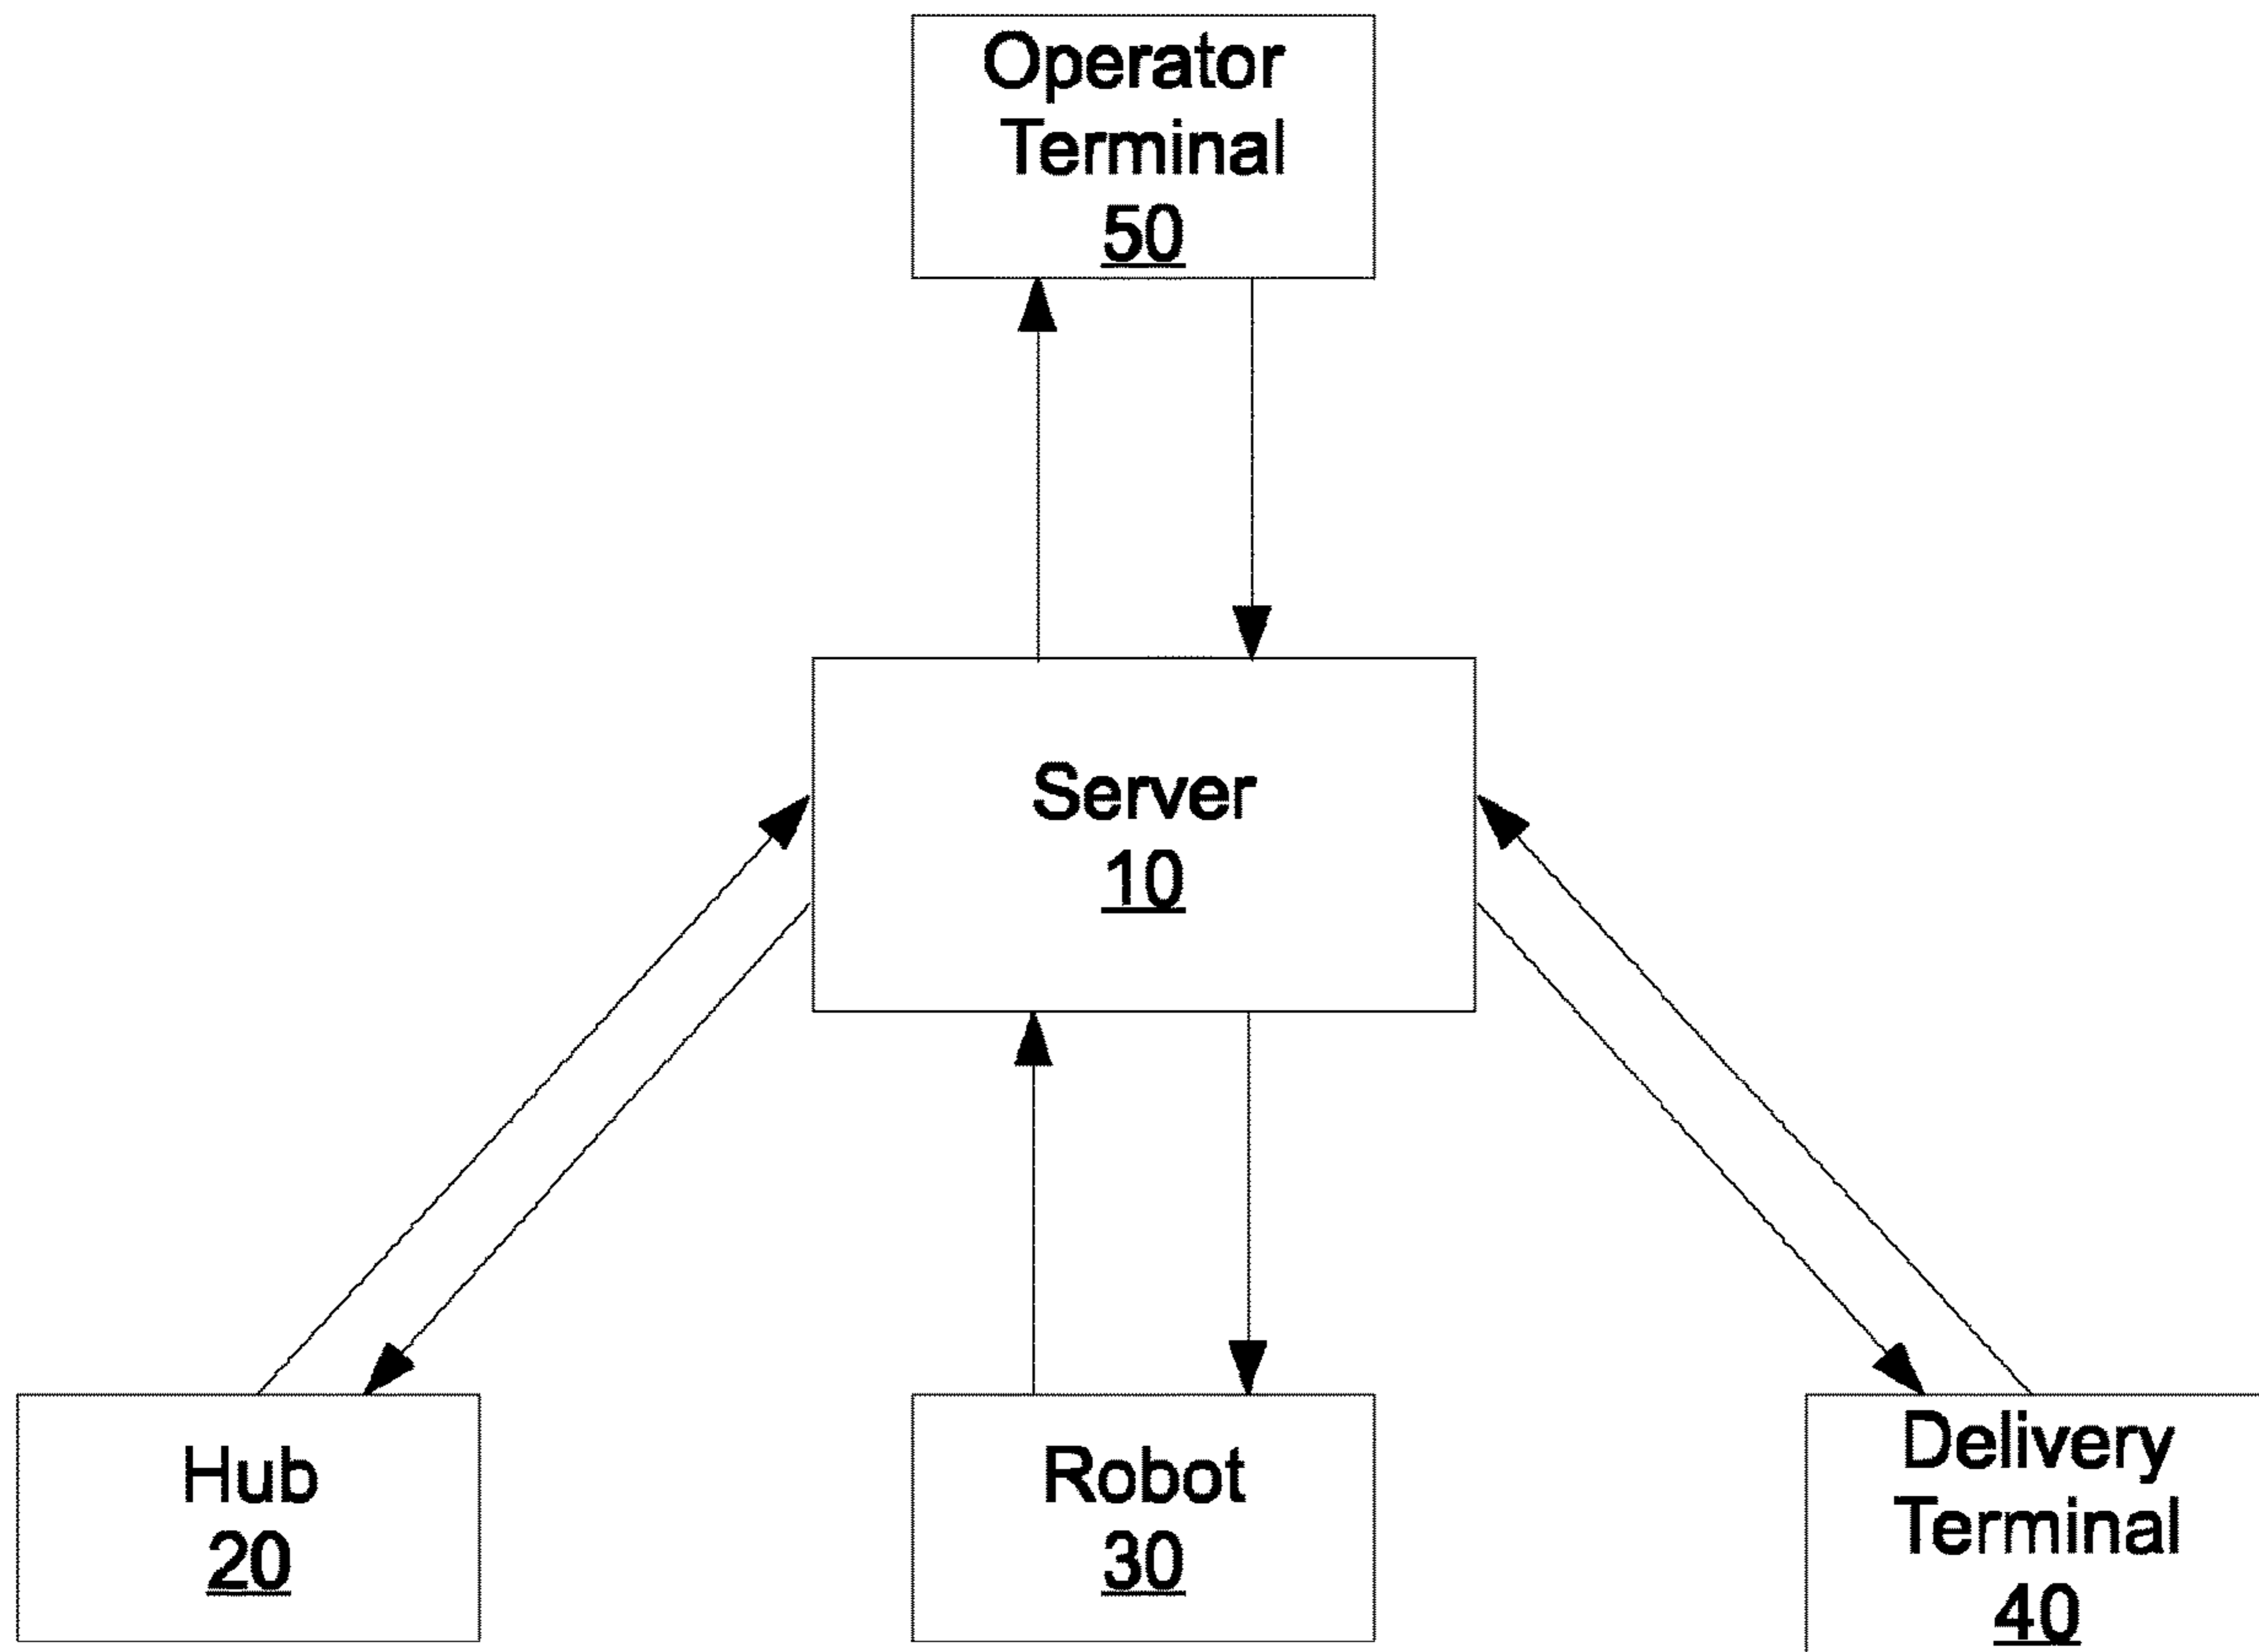 Operator
Terminal
50
Server
10
Hub
20
Robot
30
Delivery
Terminal
40